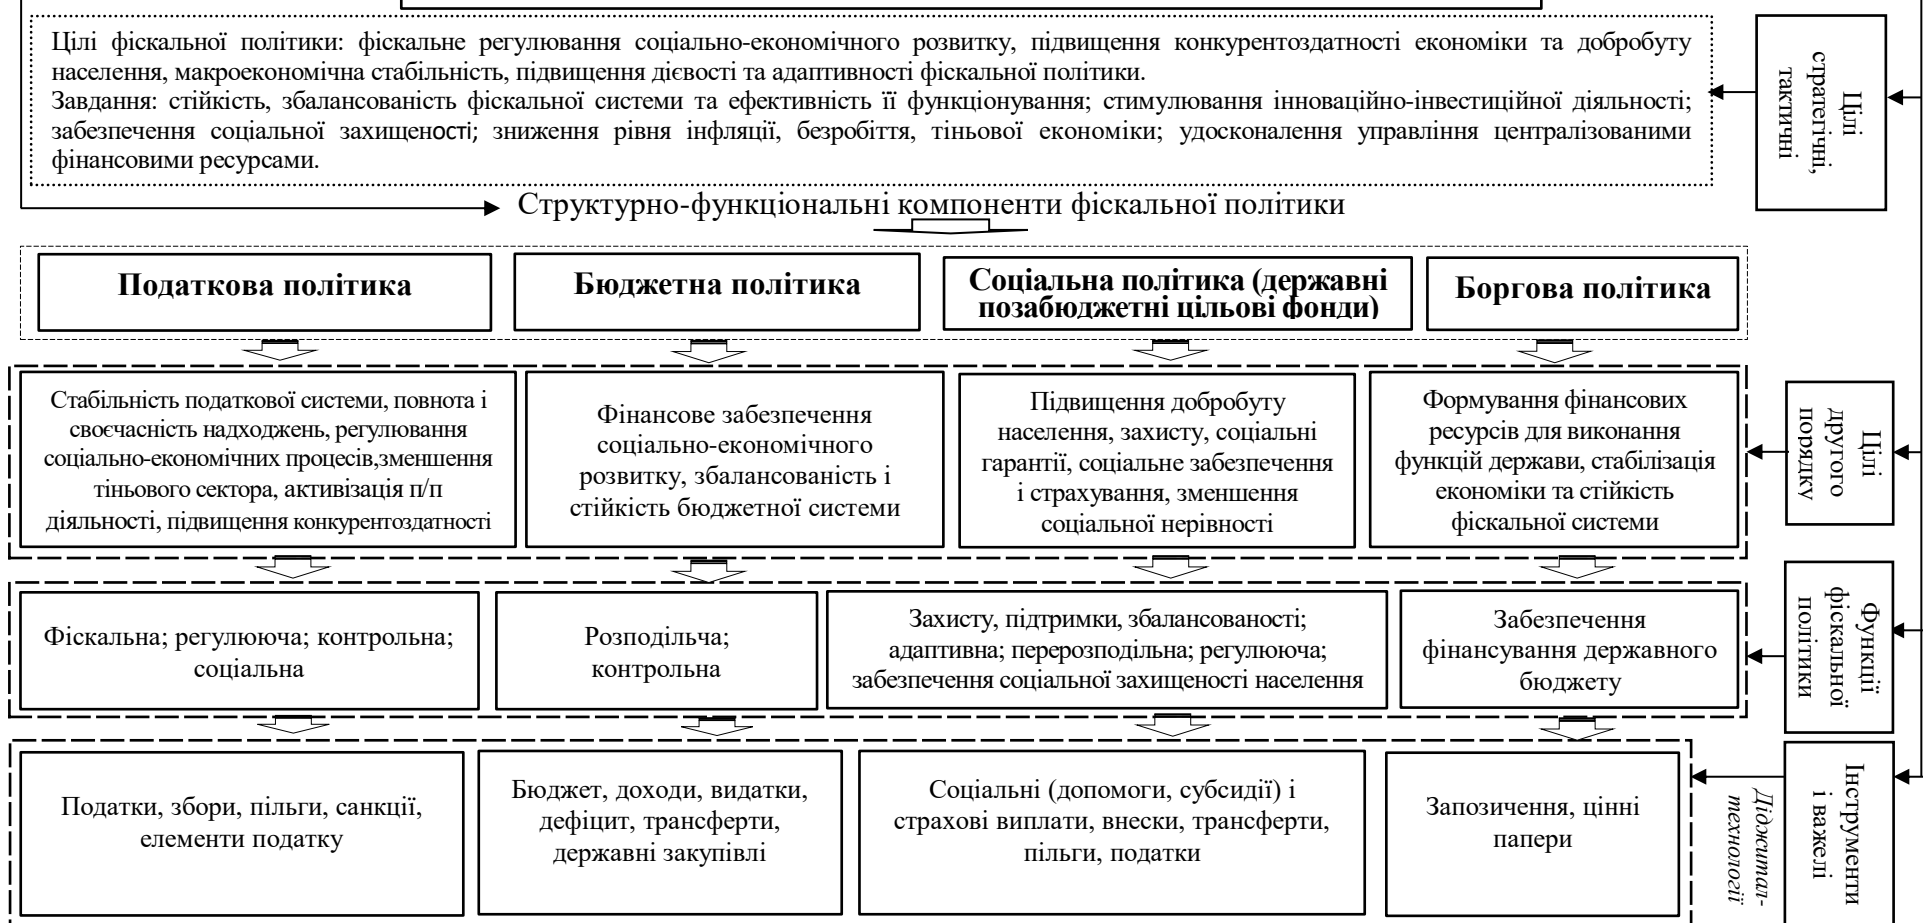 Цілі фіскальної політики: фіскальне регулювання соціально-економічного розвитку, підвищення конкурентоздатності економіки та добробуту
населення, макроекономічна стабільність, підвищення дієвості та адаптивності фіскальної політики.
Завдання: стійкість, збалансованість фіскальної системи та ефективність її функціонування; стимулювання інноваційно-інвестиційної діяльності;
забезпечення соціальної захищеності; зниження рівня інфляції, безробіття, тіньової економіки; удосконалення управління централізованими
фінансовими ресурсами.
Цілі
стратегічні,
тактичні
Структурно-функціональні компоненти фіскальної політики
Податкова політика
Бюджетна політика
Соціальна політика (державні
позабюджетні цільові фонди)
Боргова політика
Стабільність податкової системи, повнота і
своєчасність надходжень, регулювання
соціально-економічних процесів,зменшення
тіньового сектора, активізація п/п
діяльності, підвищення конкурентоздатності
Фінансове забезпечення
соціально-економічного
розвитку, збалансованість і
стійкість бюджетної системи
Підвищення добробуту
населення, захисту, соціальні
гарантії, соціальне забезпечення
і страхування, зменшення
соціальної нерівності
Формування фінансових
ресурсів для виконання
функцій держави, стабілізація
економіки та стійкість
фіскальної системи
Цілі
другого
порядку
Фіскальна; регулююча; контрольна;
соціальна
Розподільча;
контрольна
Захисту, підтримки, збалансованості;
адаптивна; перерозподільна; регулююча;
забезпечення соціальної захищеності населення
Забезпечення
фінансування державного
бюджету
Функції
фіскальної
політики
Податки, збори, пільги, санкції,
елементи податку
Бюджет, доходи, видатки,
дефіцит, трансферти,
державні закупівлі
Соціальні (допомоги, субсидії) і
страхові виплати, внески, трансферти,
пільги, податки
Запозичення, цінні
папери
Діджитал-
технології
Інструменти
і важелі